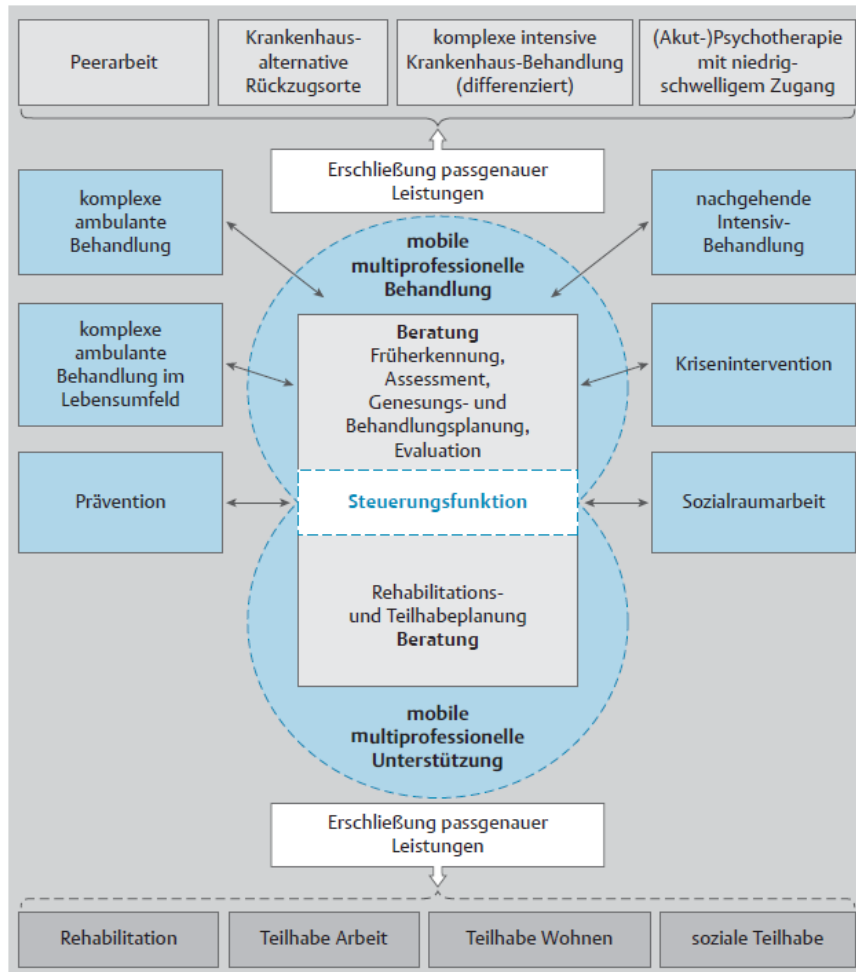 Peerarbeit
Krankenhaus-
alternative
Rückzugsorte
komplexe intensive
Krankenhaus-Behandlung
(differenziert)
(Akut-)Psychotherapie
mit niedrig-
schwelligem Zugang
Erschließung passgenauer
Leistungen
komplexe
ambulante
Behandlung
mobile
multiprofessionelle
Behandlung
nachgehende
Intensiv-
Behandlung
komplexe
ambulante
Behandlung im
Lebensumfeld
Beratung
Früherkennung,
Assessment,
Genesungs- und
Behandlungsplanung,
Evaluation
Krisenintervention
Prävention
Steuerungsfunktion
Sozialraumarbeit
Rehabilitations-
und Teilhabeplanung
Beratung
mobile
multiprofessionelle
Unterstützung
Erschließung passgenauer
Leistungen
Rehabilitation
Teilhabe Arbeit
Teilhabe Wohnen
soziale Teilhabe